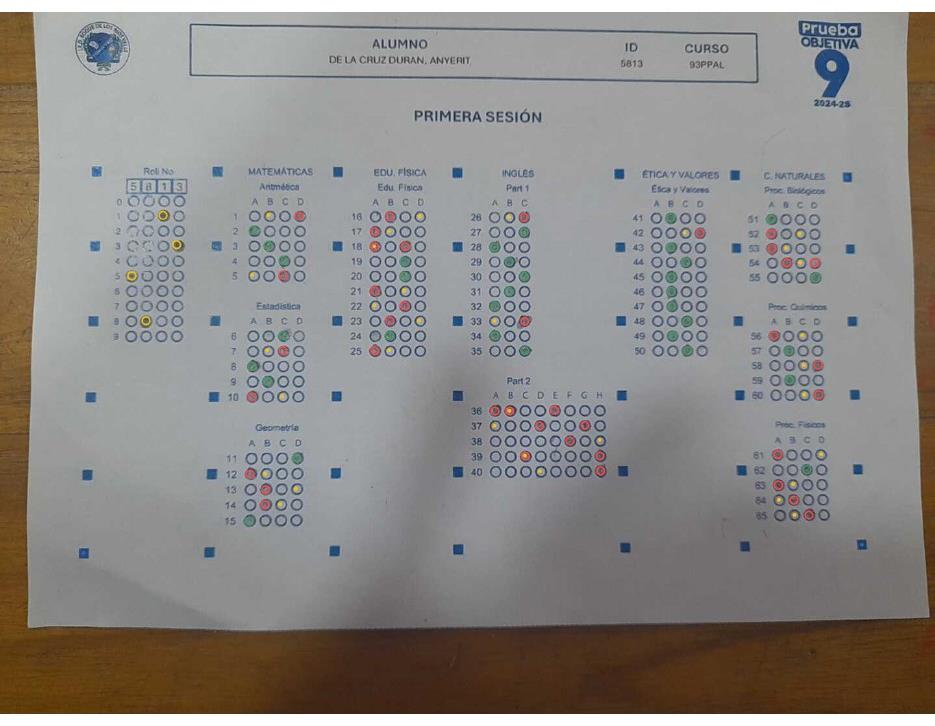 ALUMNO
DE LA CRUZ DURAN, ANYERIT
ID
5813
CURSO
93PPAL
Prueba
OBJETIVA
9
2024-25
PRIMERA SESIÓN
Roll No
5 8 1 3
0
1
2
3
4
5
6
7
8
9
MATEMÁTICAS
Aritmética
A B C D
1
2
3
4
5
Estadística
A B C D
6
7
8
9
10
Geometría
A B C D
11
12
13
14
15
EDU. FÍSICA
Edu. Física
A B C D
16
17
18
19
20
21
22
23
24
25
INGLÉS
Part 1
A B C
26
27
28
29
30
31
32
33
34
35
Part 2
A B C D E F G H
36
37
38
39
40
ÉTICA Y VALORES
Ética y Valores
A B C D
41
42
43
44
45
46
47
48
49
50
C. NATURALES
Proc. Biológicos
A B C D
51
52
53
54
55
Proc. Químicos
A B C D
56
57
58
59
60
Proc. Físicos
A B C D
61
62
63
64
65